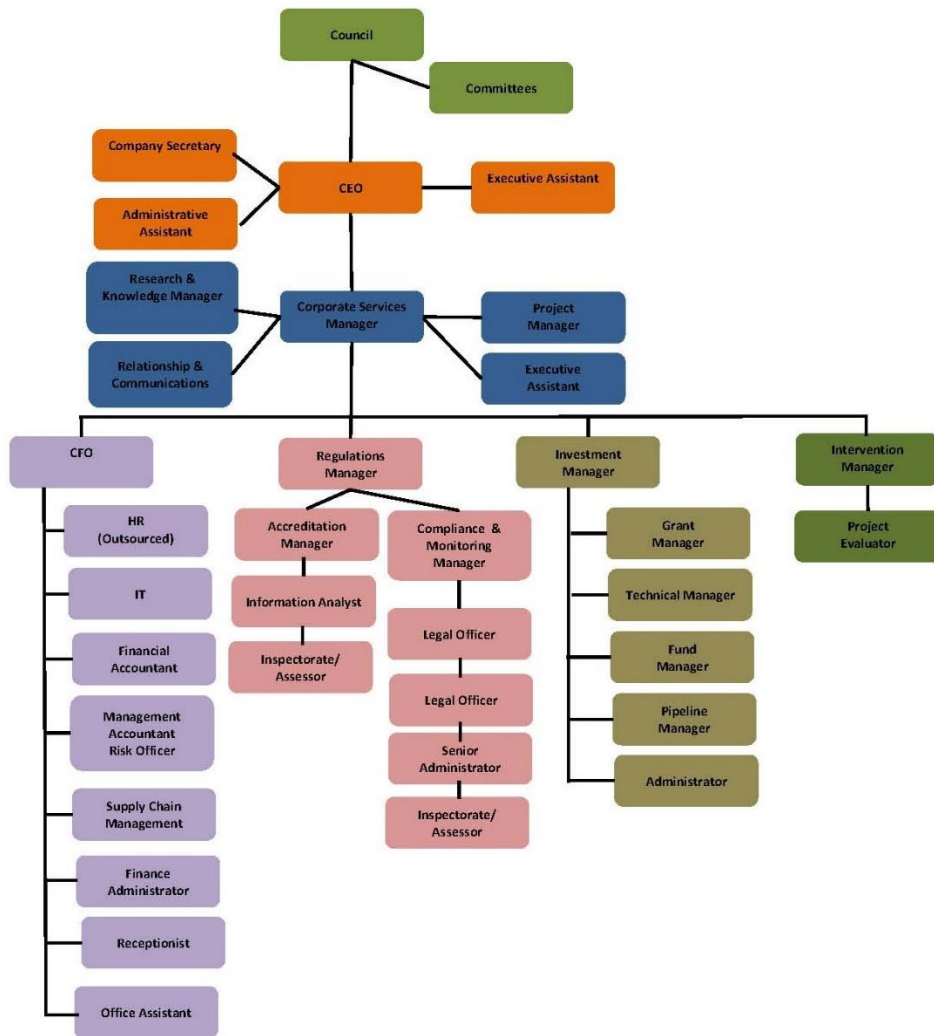 Council
Committees
Company Secretary
CEO
Executive Assistant
Administrative
Assistant
Research &
Knowledge Manager
Corporate Services
Manager
Project
Manager
Relationship &
Communications
Executive
Assistant
CFO
HR
(Outsourced)
IT
Financial
Accountant
Management
Accountant
Risk Officer
Supply Chain
Management
Finance
Administrator
Receptionist
Office Assistant
Regulations
Manager
Accreditation
Manager
Information Analyst
Inspectorate/
Assessor
Compliance &
Monitoring
Manager
Legal Officer
Legal Officer
Senior
Administrator
Inspectorate/
Assessor
Investment
Manager
Grant
Manager
Technical Manager
Fund
Manager
Pipeline
Manager
Administrator
Intervention
Manager
Project
Evaluator